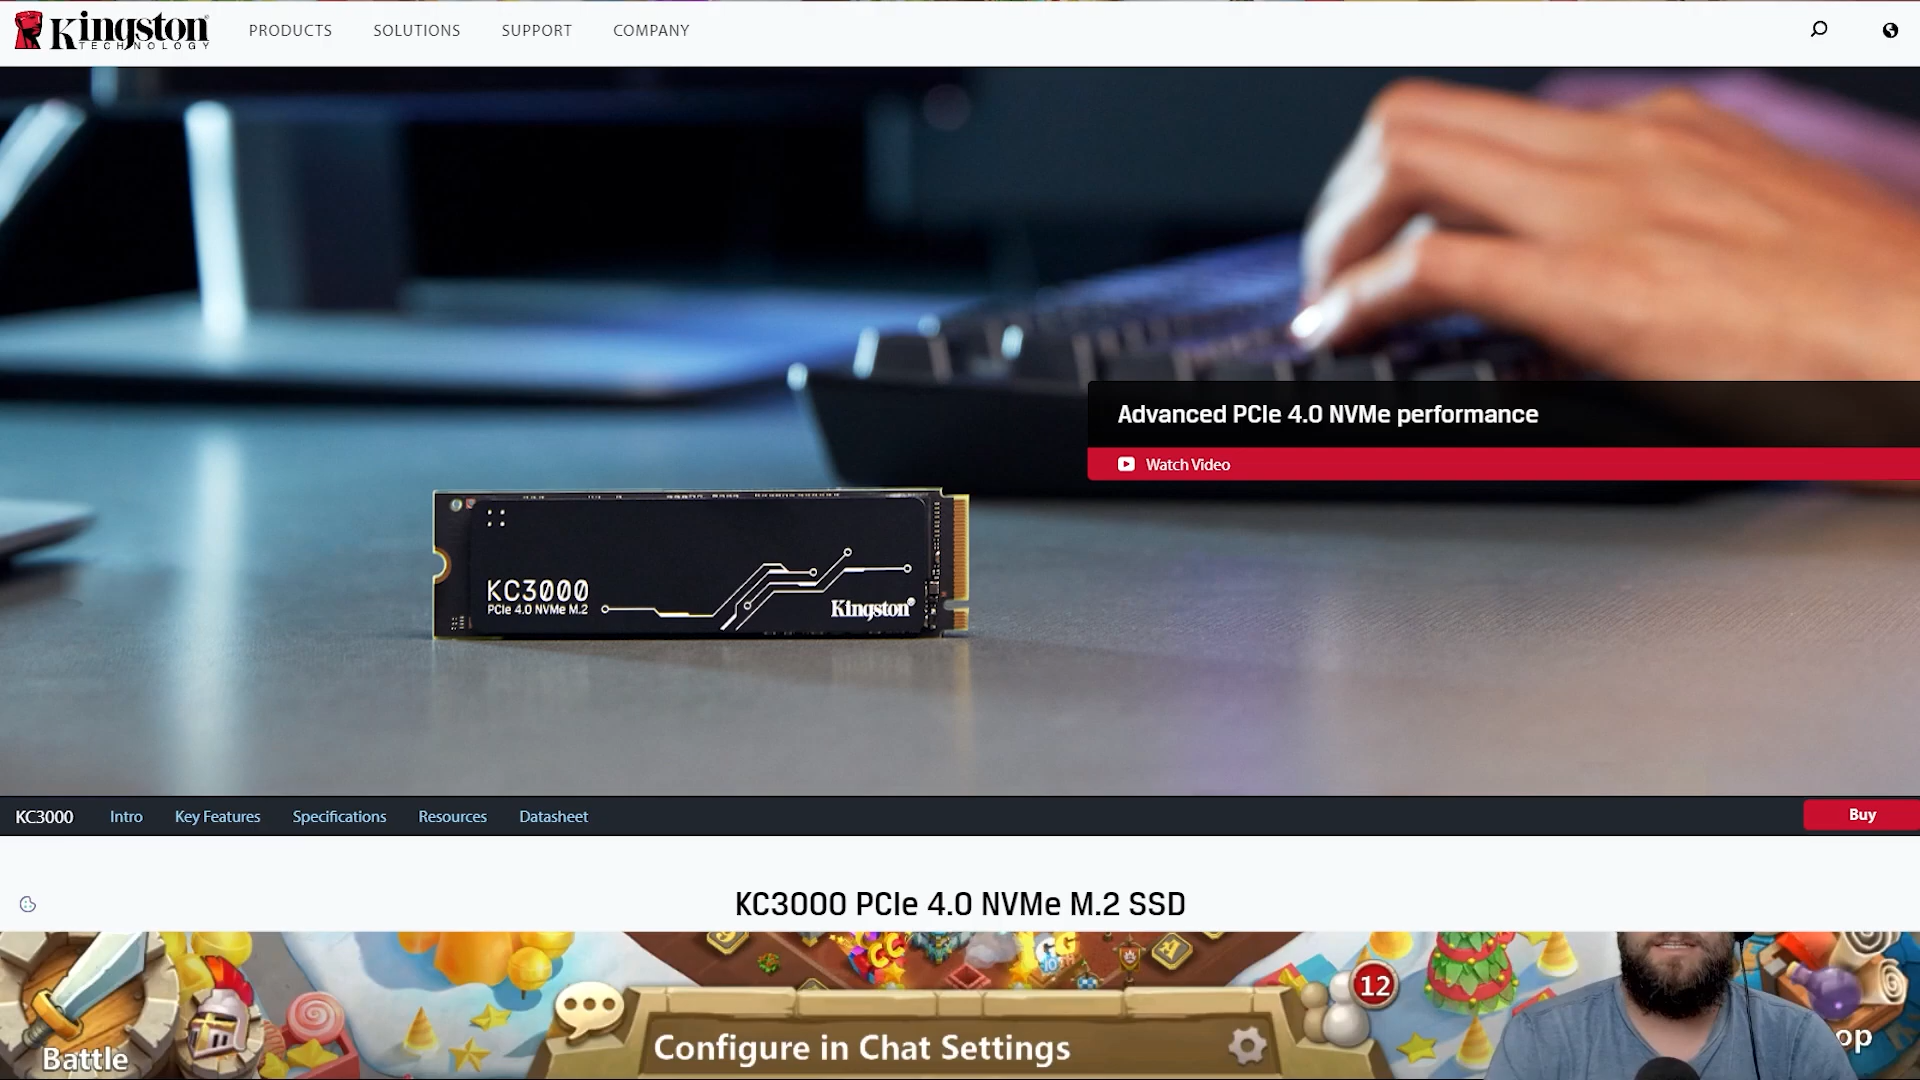 Kingston
TECHNOLOGY
PRODUCTS
SOLUTIONS
SUPPORT
COMPANY
Advanced PCIe 4.0 NVMe performance
Watch Video
KC3000
PCIe 4.0 NVMe M.2
Kingston
KC3000
Intro
Key Features
Specifications
Resources
Datasheet
Buy
KC3000 PCIe 4.0 NVMe M.2 SSD
12
Configure in Chat Settings
Battle
op